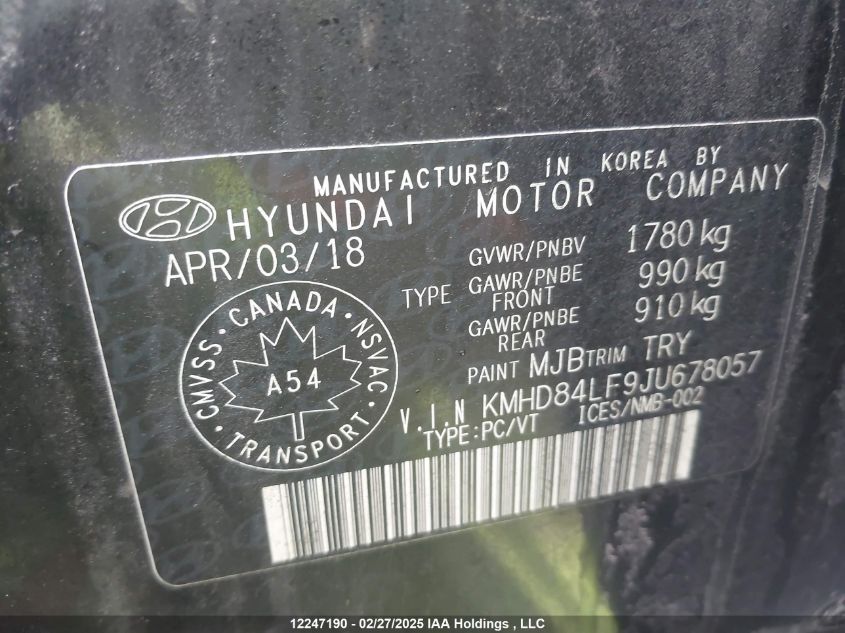 MANUFACTURED IN KOREA BY
HYUNDAI MOTOR COMPANY
APR/03/18
GVWR/PNBV 1780 kg
TYPE GAWR/PNBE FRONT 990 kg
GAWR/PNBE REAR 910 kg
PAINT MJB TRIM TRY
V.I.N KMHD84LF9JU678057
TYPE:PC/VT ICES/NMB-002
CANADA
CMVSS · NSVAC
A54
TRANSPORT
12247190 - 02/27/2025 IAA Holdings , LLC